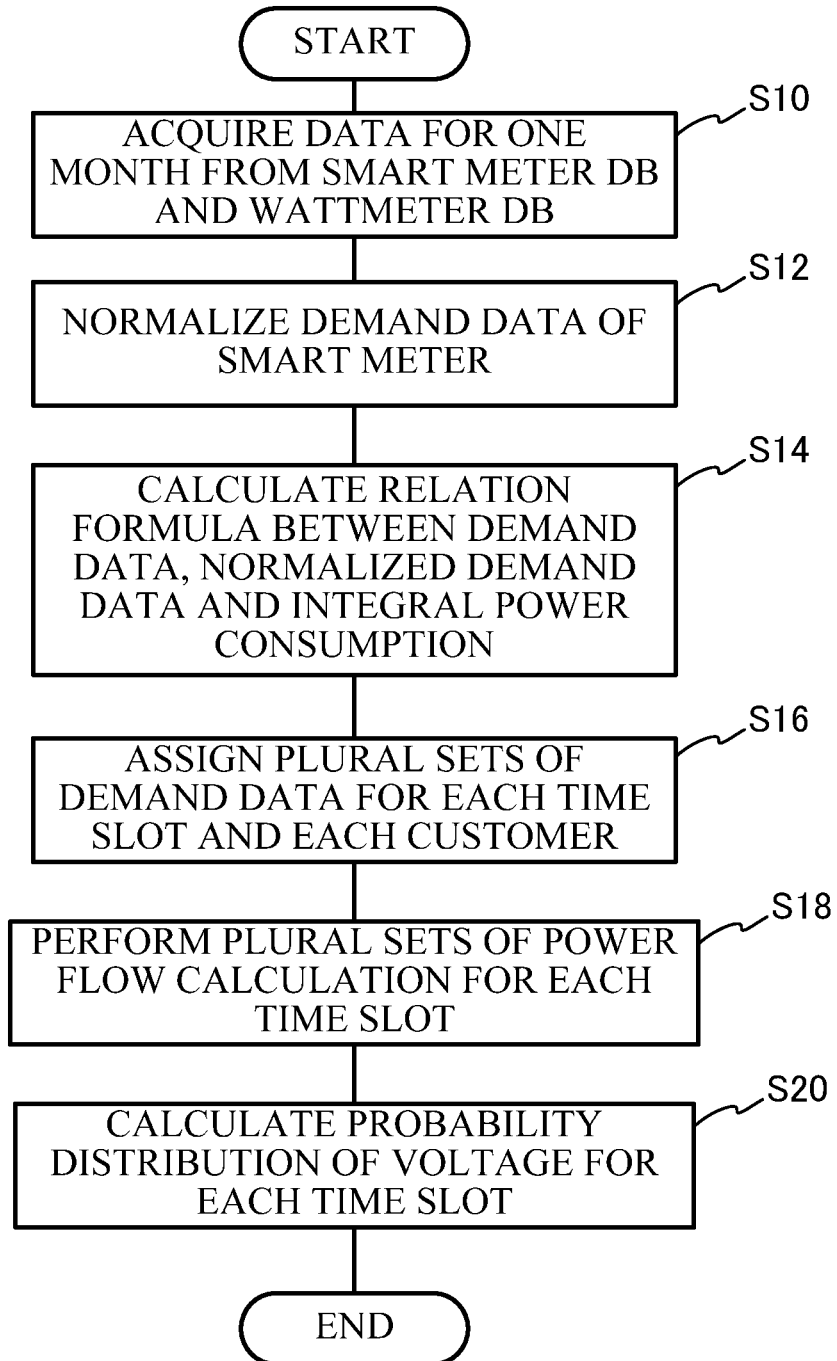 START
S10
ACQUIRE DATA FOR ONE
MONTH FROM SMART METER DB
AND WATTMETER DB
S12
NORMALIZE DEMAND DATA OF
SMART METER
S14
CALCULATE RELATION
FORMULA BETWEEN DEMAND
DATA, NORMALIZED DEMAND
DATA AND INTEGRAL POWER
CONSUMPTION
S16
ASSIGN PLURAL SETS OF
DEMAND DATA FOR EACH TIME
SLOT AND EACH CUSTOMER
S18
PERFORM PLURAL SETS OF POWER
FLOW CALCULATION FOR EACH
TIME SLOT
S20
CALCULATE PROBABILITY
DISTRIBUTION OF VOLTAGE FOR
EACH TIME SLOT
END